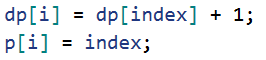 dp[i] = dp[index] + 1;
p[i] = index;